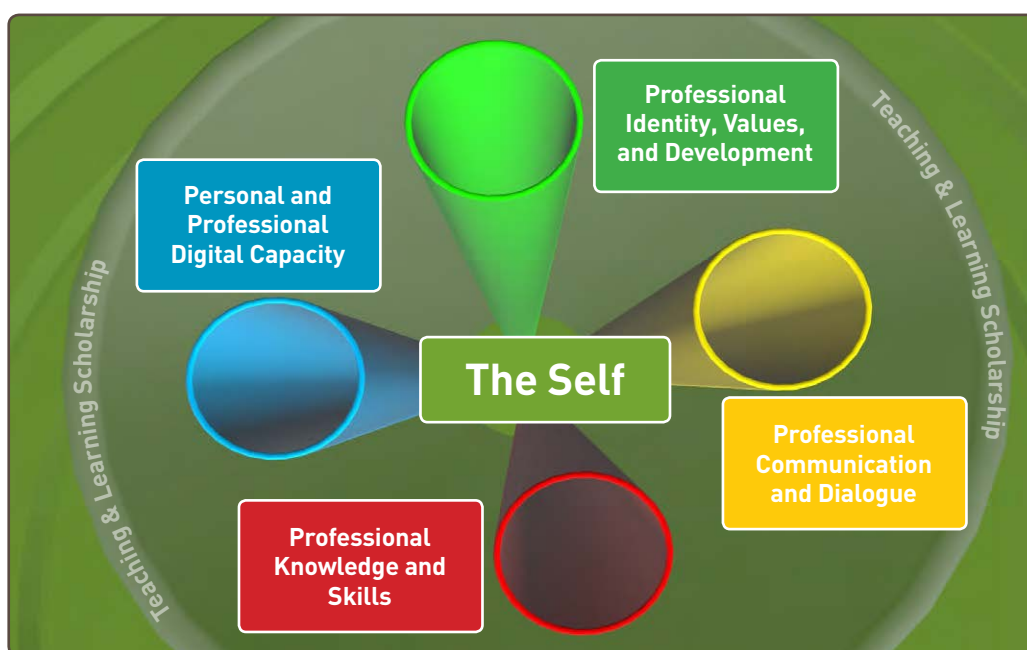 Professional
Identity, Values,
and Development
Teaching & Learning Scholarship
Personal and
Professional
Digital Capacity
The Self
Professional
Communication
and Dialogue
Teaching & Learning Scholarship
Professional
Knowledge and
Skills